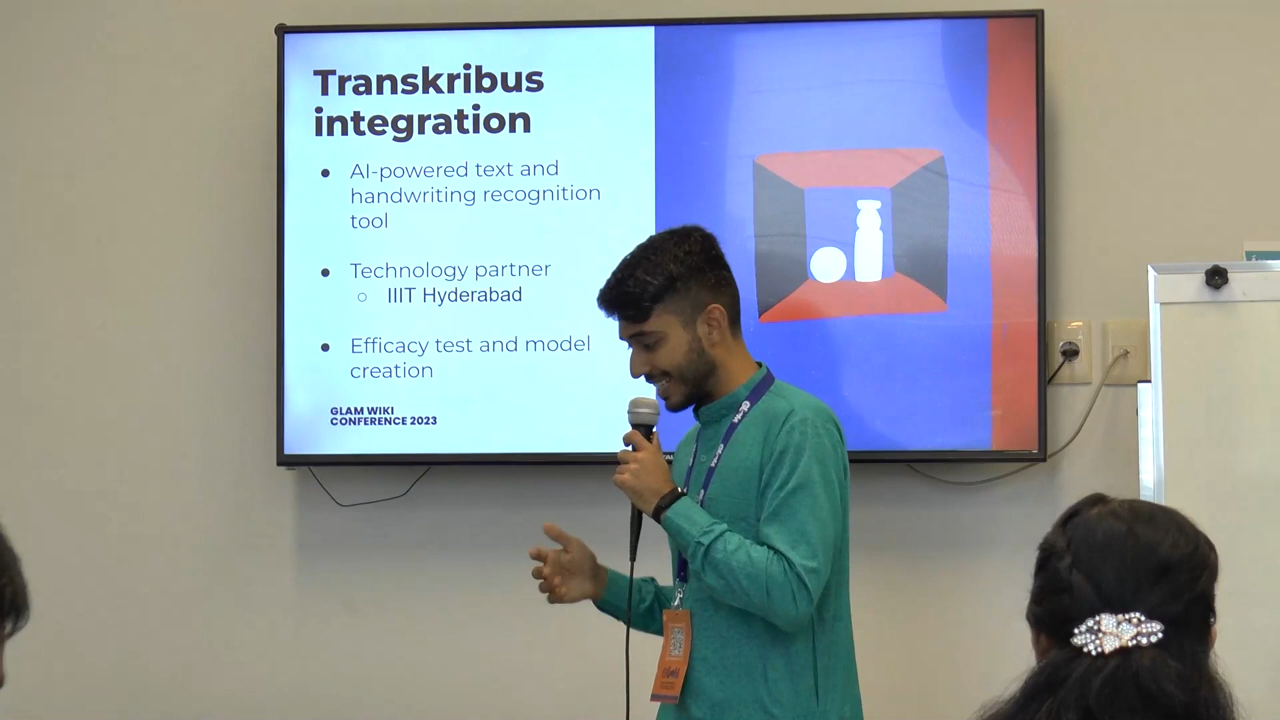 Transkribus
integration
● AI-powered text and
handwriting recognition
tool
● Technology partner
○ IIIT Hyderabad
● Efficacy test and model
creation
GLAM WIKI
CONFERENCE 2023